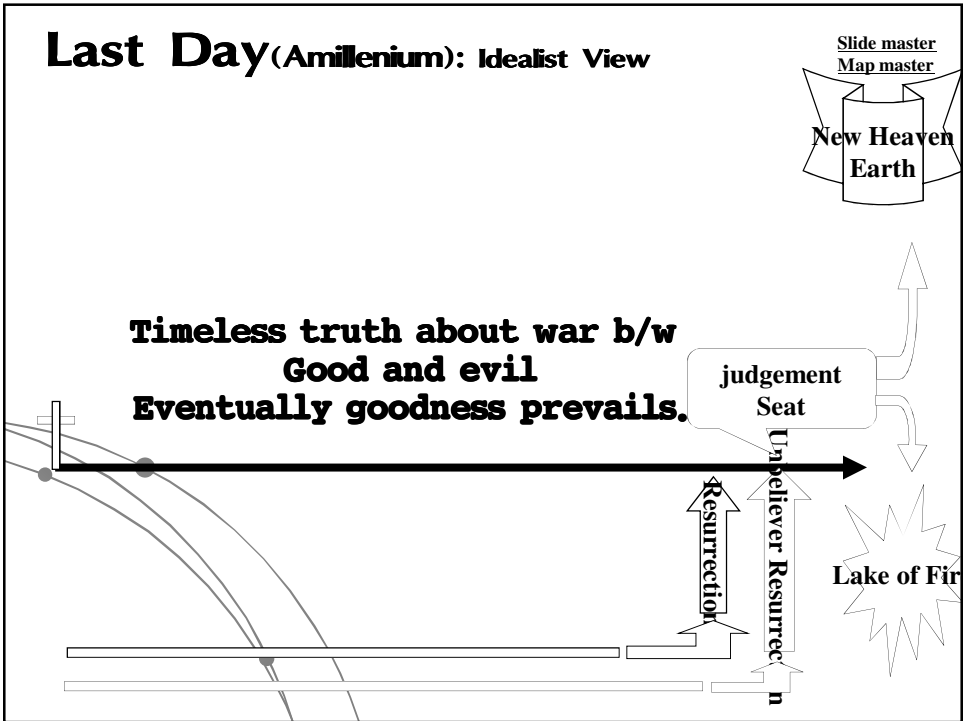 Last Day(Amillenium): Idealist View
Slide master
Map master
New Heaven
Earth
Timeless truth about war b/w
Good and evil
Eventually goodness prevails.
judgement
Seat
Resurrection
Unbeliever Resurrec n
Lake of Fir